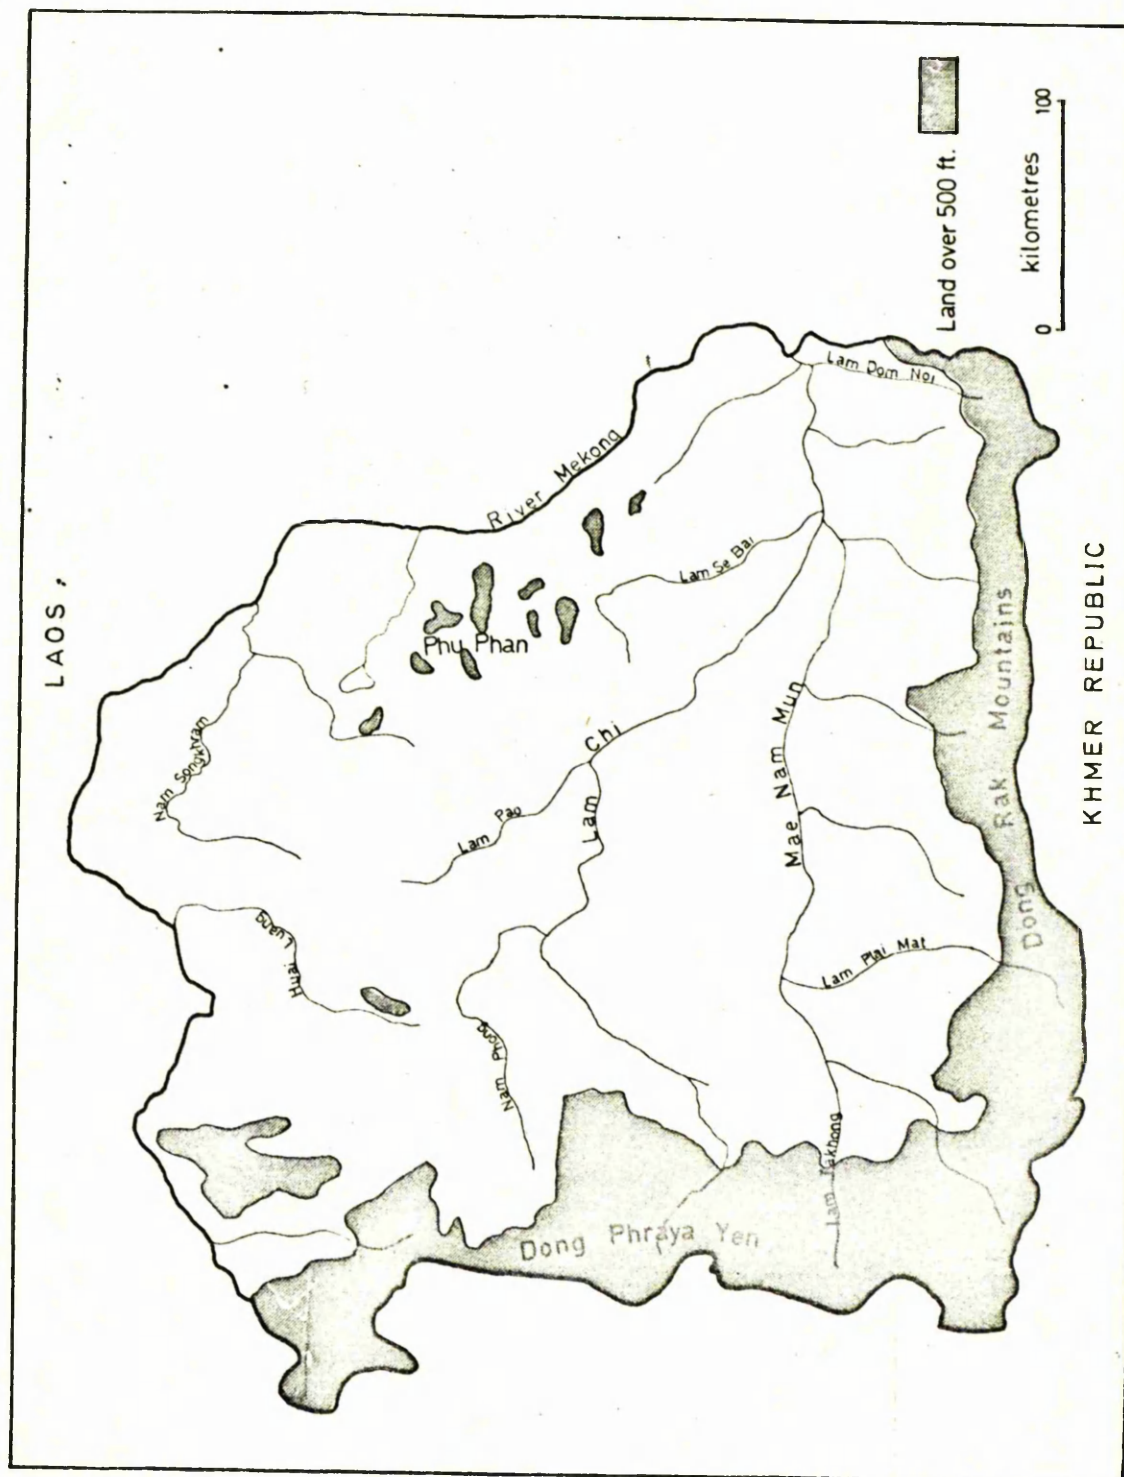 LAOS
Nam Songkhram
Huai Luang
River Mekong
Phu Phan
Lam Pao
Nam Phong
Lam Chi
Lam Se Bai
Mae Nam Mun
Lam Dom Noi
Lam Plai Mat
Lam Takhong
Dong Phraya Yen
Dong Rak Mountains
KHMER REPUBLIC
Land over 500 ft.
kilometres
0 100